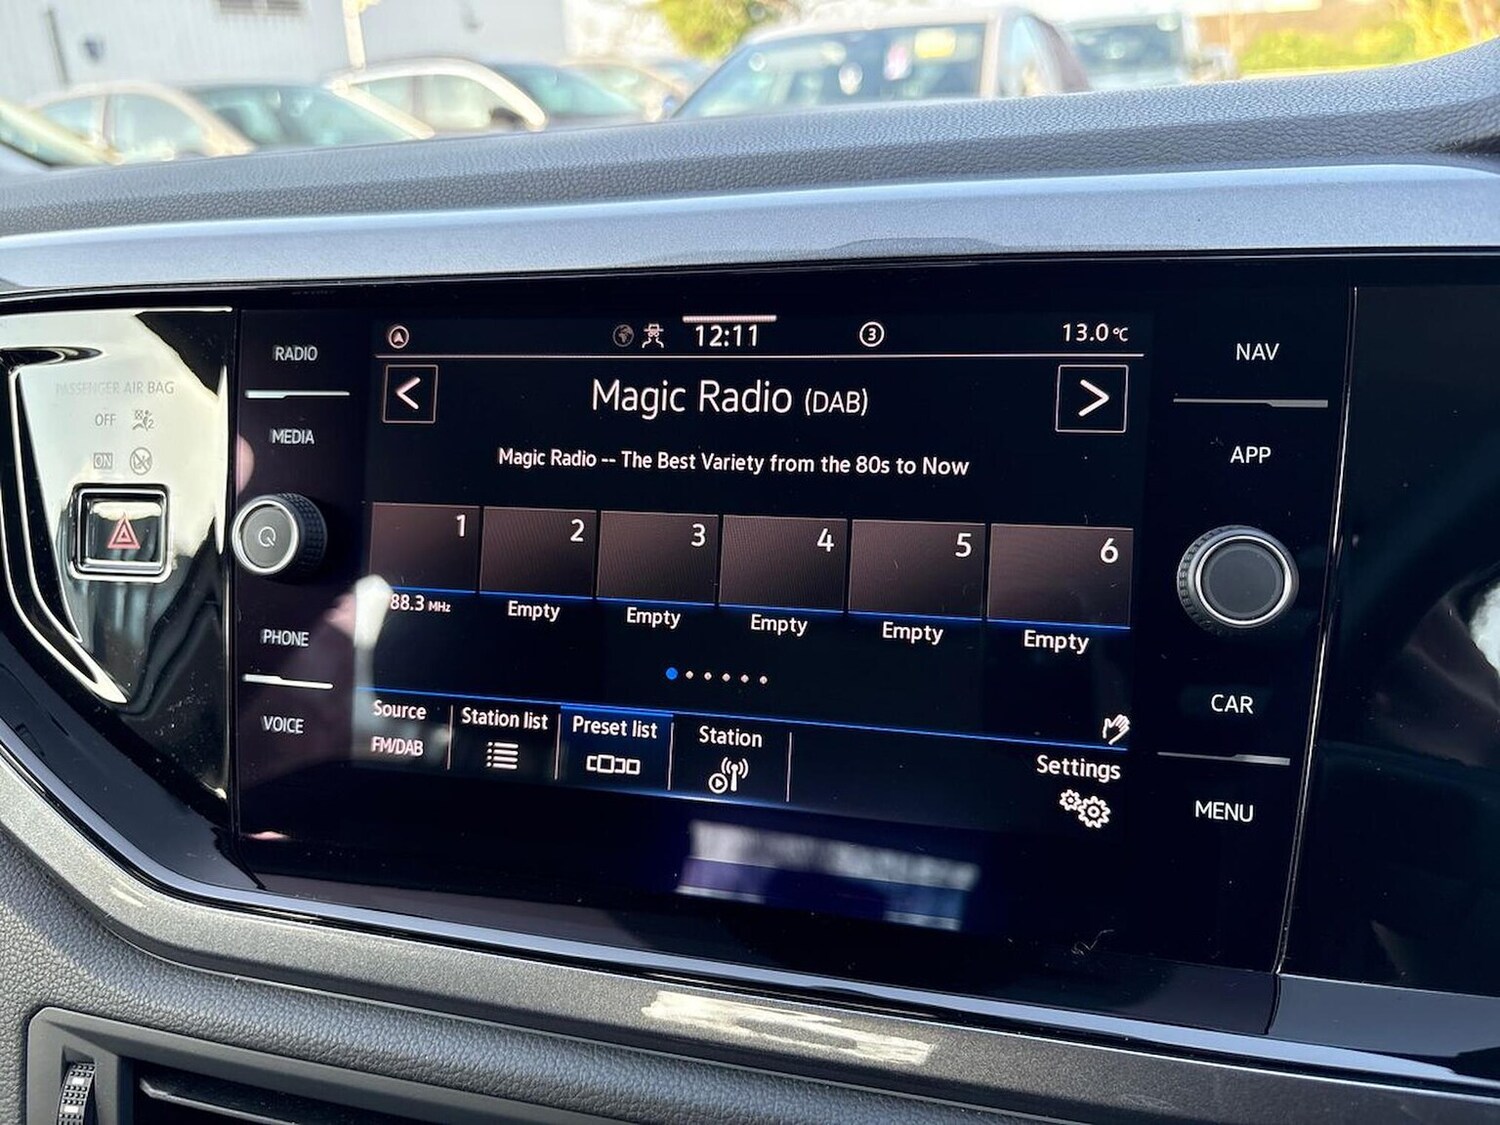 PASSENGER AIR BAG
OFF 2
ON
RADIO
MEDIA
PHONE
VOICE
12:11
3
13.0 °C
< Magic Radio (DAB) >
Magic Radio -- The Best Variety from the 80s to Now
1 2 3 4 5 6
88.3 MHz Empty Empty Empty Empty Empty
Source Station list Preset list Station Settings
FM/DAB
NAV
APP
CAR
MENU